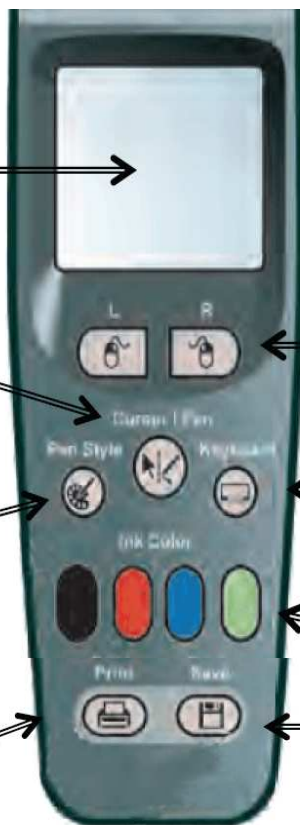 L R
Cursor | Pen
Pen Style Keyboard
Ink Color
Print Save